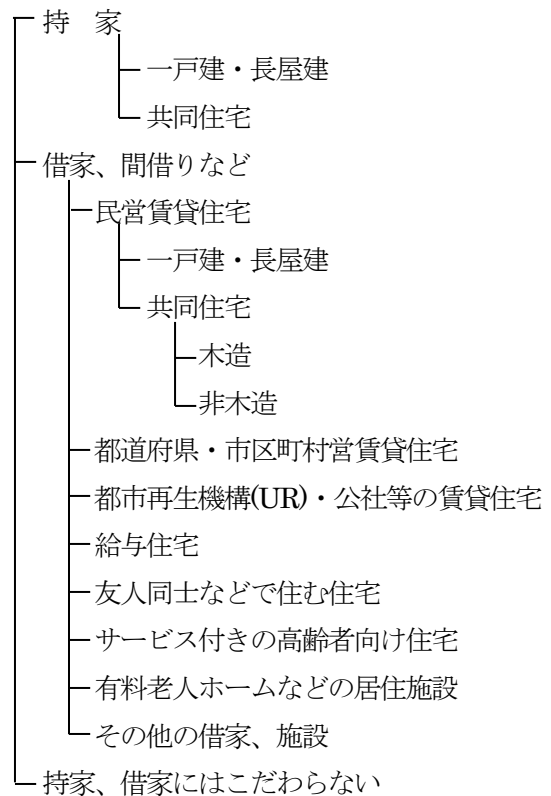 持　家
一戸建・長屋建
共同住宅
借家、間借りなど
民営賃貸住宅
一戸建・長屋建
共同住宅
木造
非木造
都道府県・市区町村営賃貸住宅
都市再生機構(UR)・公社等の賃貸住宅
給与住宅
友人同士などで住む住宅
サービス付きの高齢者向け住宅
有料老人ホームなどの居住施設
その他の借家、施設
持家、借家にはこだわらない